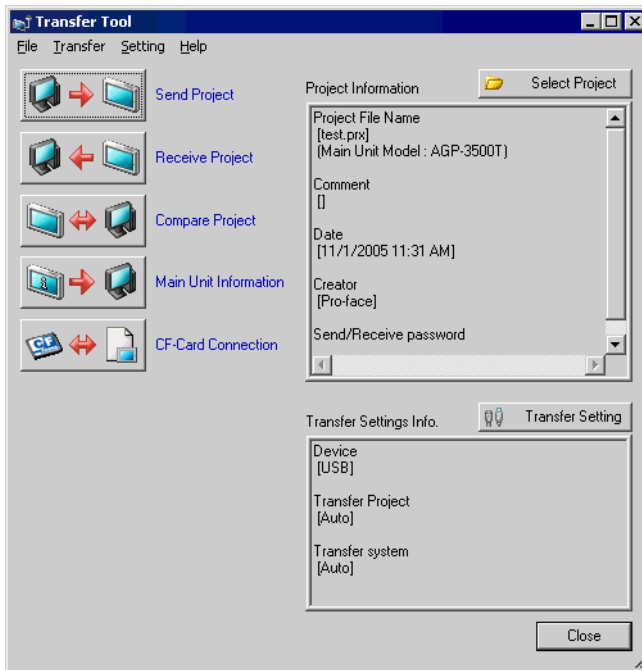 Transfer Tool
File Transfer Setting Help
Send Project
Receive Project
Compare Project
Main Unit Information
CF-Card Connection
CF
Project Information
Select Project
Project File Name
[test.prx]
(Main Unit Model : AGP-3500T)
Comment
[]
Date
[11/1/2005 11:31 AM]
Creator
[Pro-face]
Send/Receive password
Transfer Settings Info.
Transfer Setting
Device
[USB]
Transfer Project
[Auto]
Transfer system
[Auto]
Close